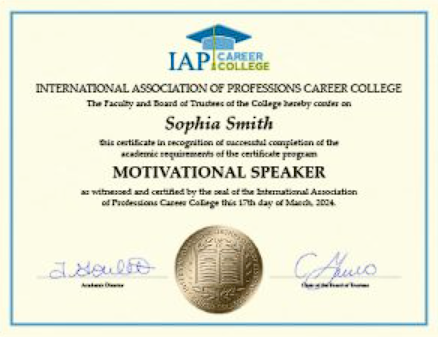 IAP CAREER
COLLEGE
INTERNATIONAL ASSOCIATION OF PROFESSIONS CAREER COLLEGE
The Faculty and Board of Trustees of the College hereby confer on
Sophia Smith
this certificate in recognition of successful completion of the
academic requirements of the certificate program
MOTIVATIONAL SPEAKER
as witnessed and certified by the seal of the International Association
of Professions Career College this 17th day of March, 2024.
Academic Director
Chair of the Board of Trustees